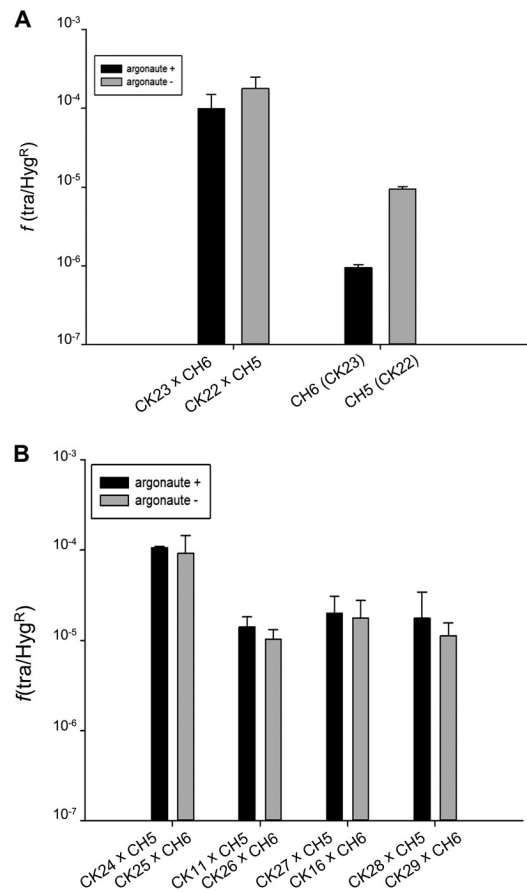 A
10-3
argonaute +
argonaute -
10-4
10-5
10-6
10-7
f (tra/HygR)
CK23 x CH6
CK22 x CH5
CH6 (CK23)
CH5 (CK22)
B
10-3
argonaute +
argonaute -
10-4
10-5
10-6
10-7
f(tra/HygR)
CK24 x CH5
CK25 x CH6
CK11 x CH5
CK26 x CH6
CK27 x CH5
CK16 x CH6
CK28 x CH5
CK29 x CH6